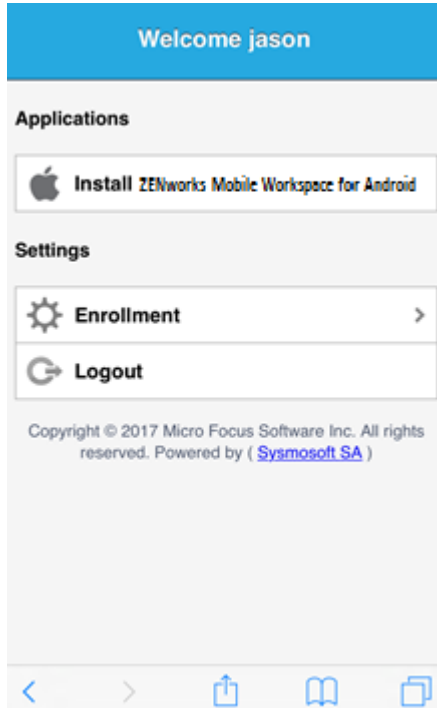 Welcome jason
Applications
Install ZENworks Mobile Workspace for Android
Settings
Enrollment
Logout
Copyright © 2017 Micro Focus Software Inc. All rights
reserved. Powered by ( Sysmosoft SA )